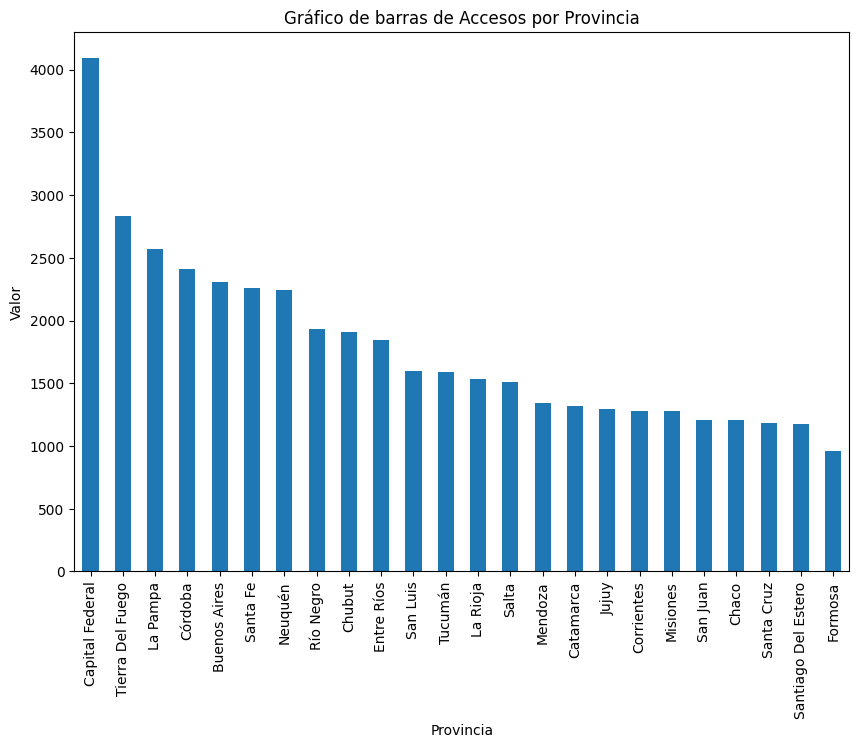 Gráfico de barras de Accesos por Provincia
Valor
4000
3500
3000
2500
2000
1500
1000
500
0
Capital Federal
Tierra Del Fuego
La Pampa
Córdoba
Buenos Aires
Santa Fe
Neuquén
Río Negro
Chubut
Entre Ríos
San Luis
Tucumán
La Rioja
Salta
Mendoza
Catamarca
Jujuy
Corrientes
Misiones
San Juan
Chaco
Santa Cruz
Santiago Del Estero
Formosa
Provincia